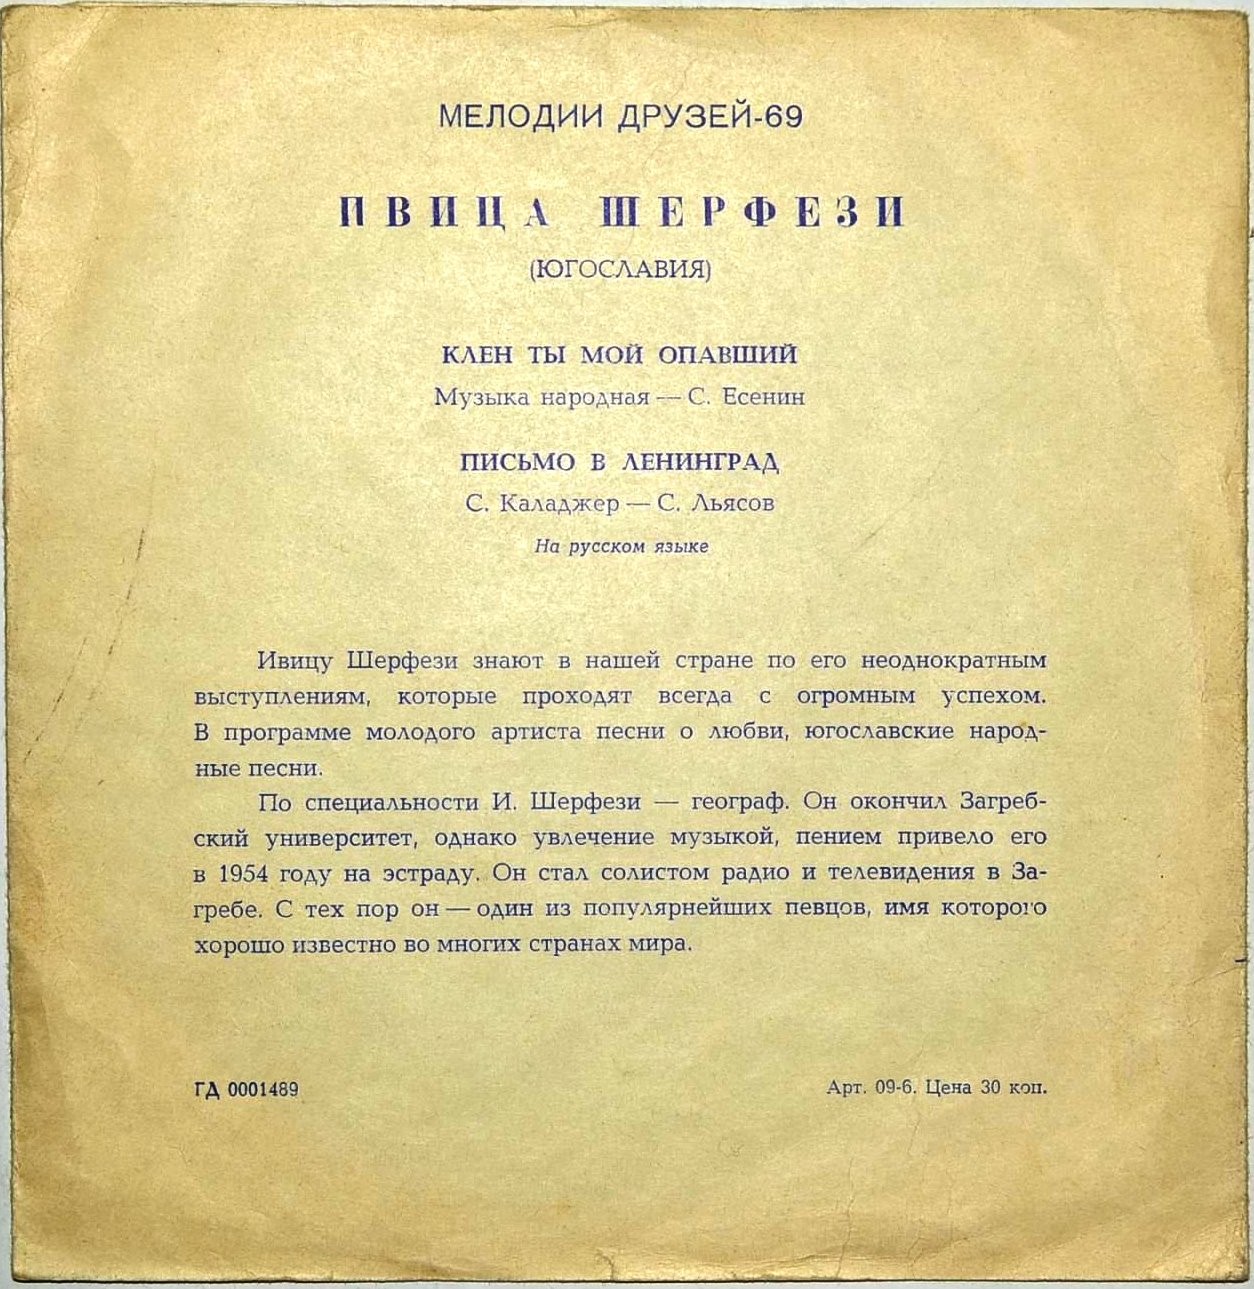 МЕЛОДИИ ДРУЗЕЙ-69
ИВИЦА ШЕРФЕЗИ
(ЮГОСЛАВИЯ)
КЛЕН ТЫ МОЙ ОПАВШИЙ
Музыка народная — С. Есенин
ПИСЬМО В ЛЕНИНГРАД
С. Каладжер — С. Льясов
На русском языке
Ивицу Шерфези знают в нашей стране по его неоднократным
выступлениям, которые проходят всегда с огромным успехом.
В программе молодого артиста песни о любви, югославские народ-
ные песни.
По специальности И. Шерфези — географ. Он окончил Загреб-
ский университет, однако увлечение музыкой, пением привело его
в 1954 году на эстраду. Он стал солистом радио и телевидения в За-
гребе. С тех пор он — один из популярнейших певцов, имя которого
хорошо известно во многих странах мира.
ГД 0001489
Арт. 09-6. Цена 30 коп.